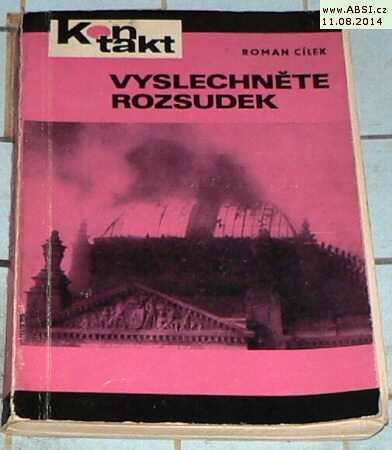 www.ABSI.cz
11.08.2014
Kon
takt
ROMAN CÍLEK
VYSLECHNĚTE
ROZSUDEK